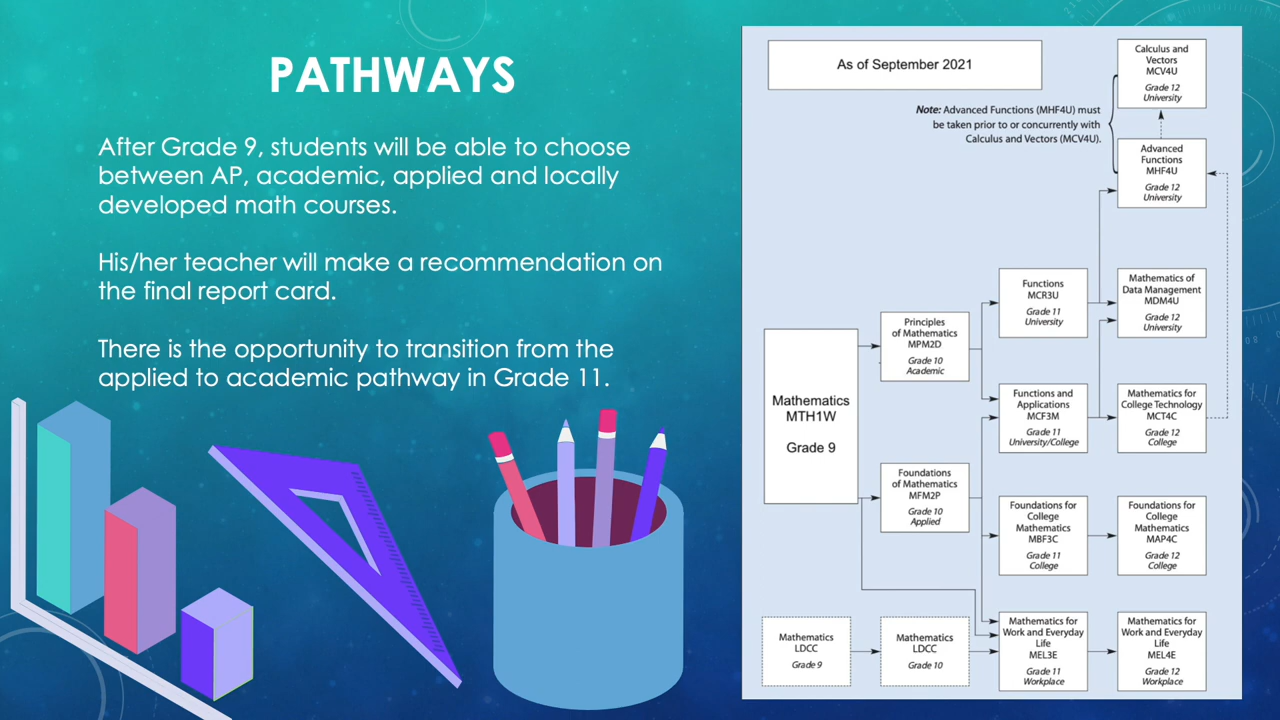 PATHWAYS
After Grade 9, students will be able to choose
between AP, academic, applied and locally
developed math courses.
His/her teacher will make a recommendation on
the final report card.
There is the opportunity to transition from the
applied to academic pathway in Grade 11.
As of September 2021
Note: Advanced Functions (MHF4U) must
be taken prior to or concurrently with
Calculus and Vectors (MCV4U).
Calculus and
Vectors
MCV4U
Grade 12
University
Advanced
Functions
MHF4U
Grade 12
University
Functions
MCR3U
Grade 11
University
Mathematics of
Data Management
MDM4U
Grade 12
University
Principles
of Mathematics
MPM2D
Grade 10
Academic
Mathematics
MTH1W
Grade 9
Functions and
Applications
MCF3M
Grade 11
University/College
Mathematics for
College Technology
MCT4C
Grade 12
College
Foundations
of Mathematics
MFM2P
Grade 10
Applied
Foundations for
College
Mathematics
MBF3C
Grade 11
College
Foundations for
College
Mathematics
MAP4C
Grade 12
College
Mathematics
LDCC
Grade 9
Mathematics
LDCC
Grade 10
Mathematics for
Work and Everyday
Life
MEL3E
Grade 11
Workplace
Mathematics for
Work and Everyday
Life
MEL4E
Grade 12
Workplace